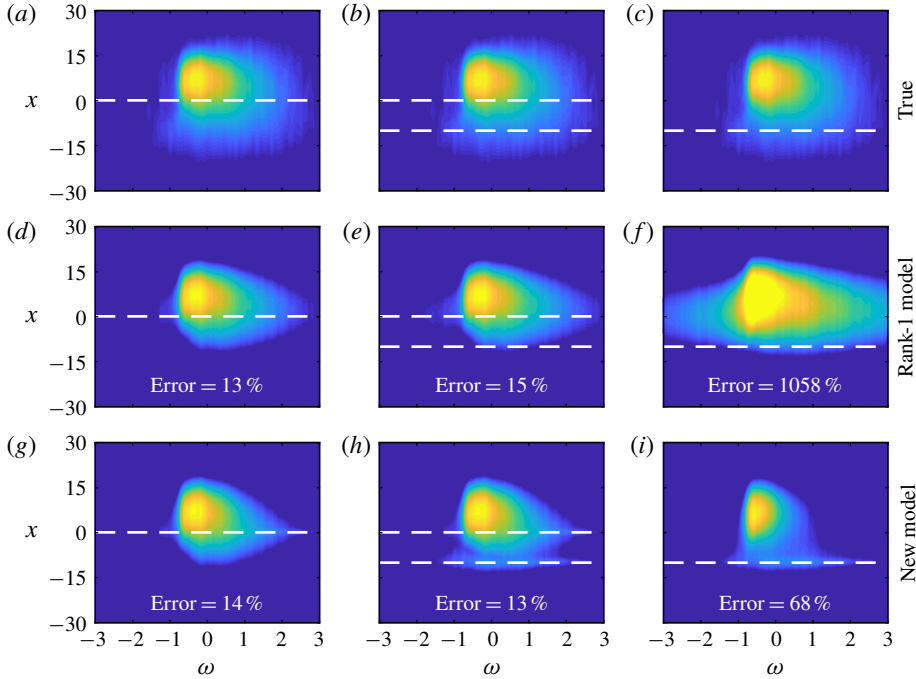 (a) (b) (c)
30
15
x 0 True
−15
−30
(d) (e) (f)
30
15
x 0 Rank-1 model
−15
Error = 13 % Error = 15 % Error = 1058 %
−30
(g) (h) (i)
30
15
x 0 New model
−15
Error = 14 % Error = 13 % Error = 68 %
−30
−3 −2 −1 0 1 2 3 −3 −2 −1 0 1 2 3 −3 −2 −1 0 1 2 3
ω ω ω